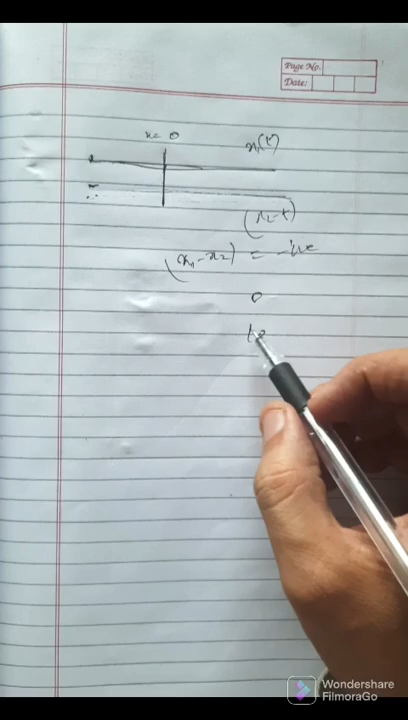 Page No.
Date:
x = 0
x₁(t)
(x₂-t)
(x₁-x₂) = -ive
0
Wondershare
FilmoraGo